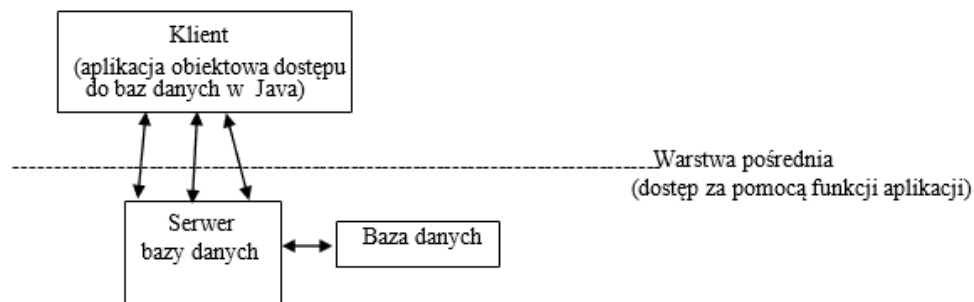 Klient
(aplikacja obiektowa dostępu
do baz danych w Java)
Warstwa pośrednia
(dostęp za pomocą funkcji aplikacji)
Serwer
bazy danych
Baza danych